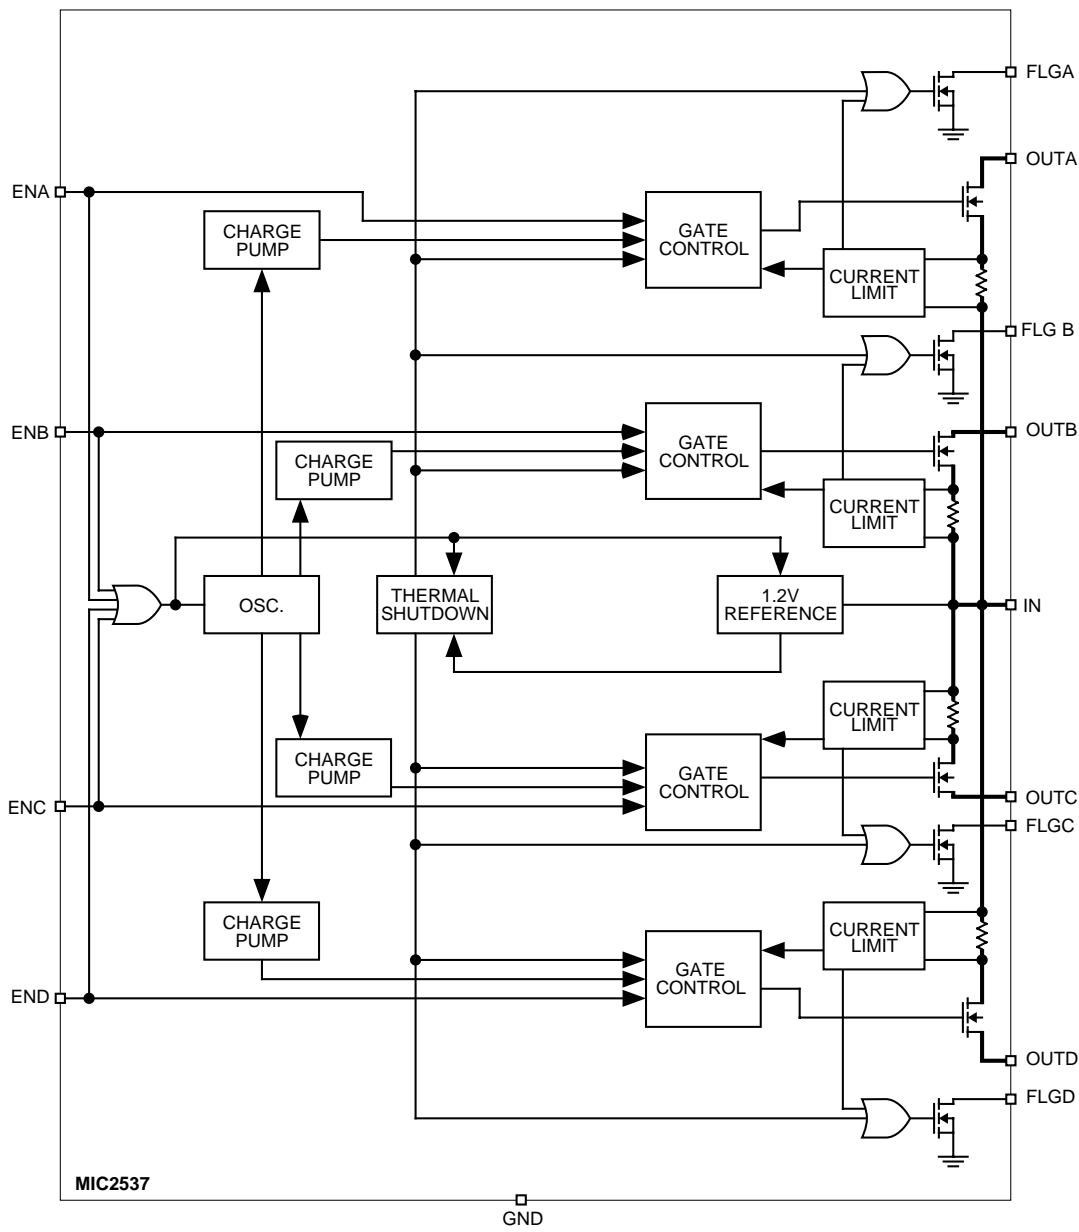 FLGA
OUTA
ENA
CHARGE
PUMP
GATE
CONTROL
CURRENT
LIMIT
FLG B
ENB
OUTB
CHARGE
PUMP
GATE
CONTROL
CURRENT
LIMIT
OSC.
THERMAL
SHUTDOWN
1.2V
REFERENCE
IN
CURRENT
LIMIT
CHARGE
PUMP
GATE
CONTROL
ENC
OUTC
FLGC
CHARGE
PUMP
CURRENT
LIMIT
GATE
CONTROL
END
OUTD
FLGD
MIC2537
GND